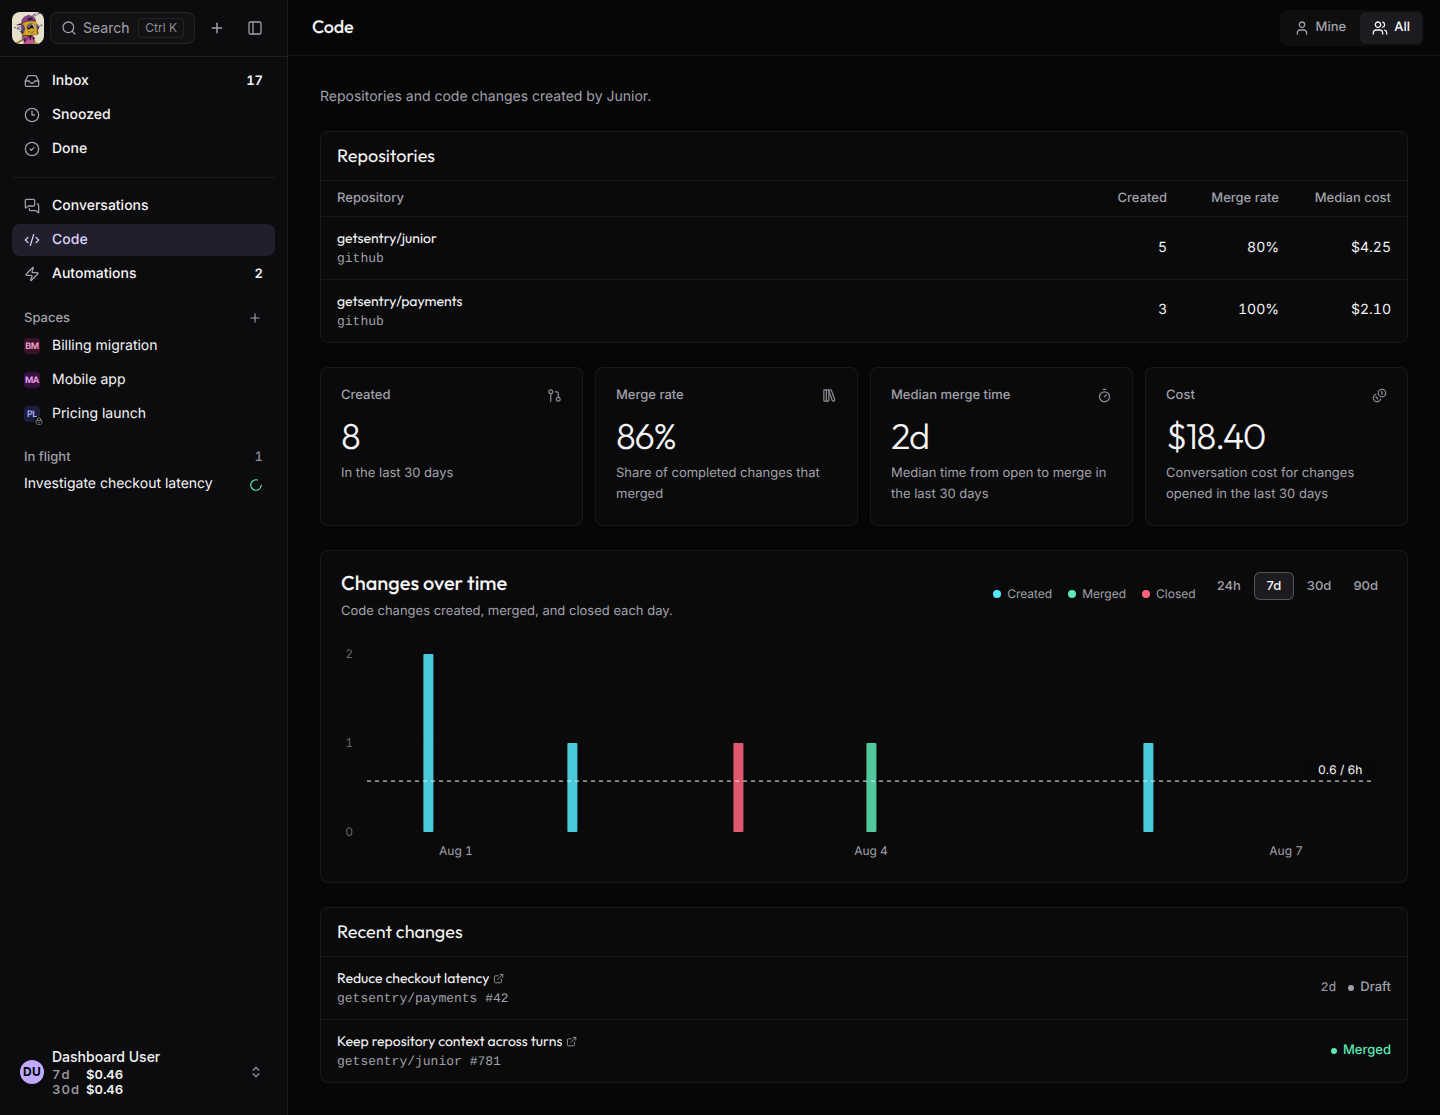 Search Ctrl K
Inbox 17
Snoozed
Done
Conversations
Code
Automations 2
Spaces
BM Billing migration
MA Mobile app
PL Pricing launch
In flight 1
Investigate checkout latency
DU Dashboard User
7d $0.46
30d $0.46
Code
Mine All
Repositories and code changes created by Junior.
Repositories
Repository Created Merge rate Median cost
getsentry/junior
github
5 80% $4.25
getsentry/payments
github
3 100% $2.10
Created
8
In the last 30 days
Merge rate
86%
Share of completed changes that
merged
Median merge time
2d
Median time from open to merge in
the last 30 days
Cost
$18.40
Conversation cost for changes
opened in the last 30 days
Changes over time
Code changes created, merged, and closed each day.
Created Merged Closed 24h 7d 30d 90d
2
1
0.6 / 6h
0
Aug 1 Aug 4 Aug 7
Recent changes
Reduce checkout latency
getsentry/payments #42
2d Draft
Keep repository context across turns
getsentry/junior #781
Merged